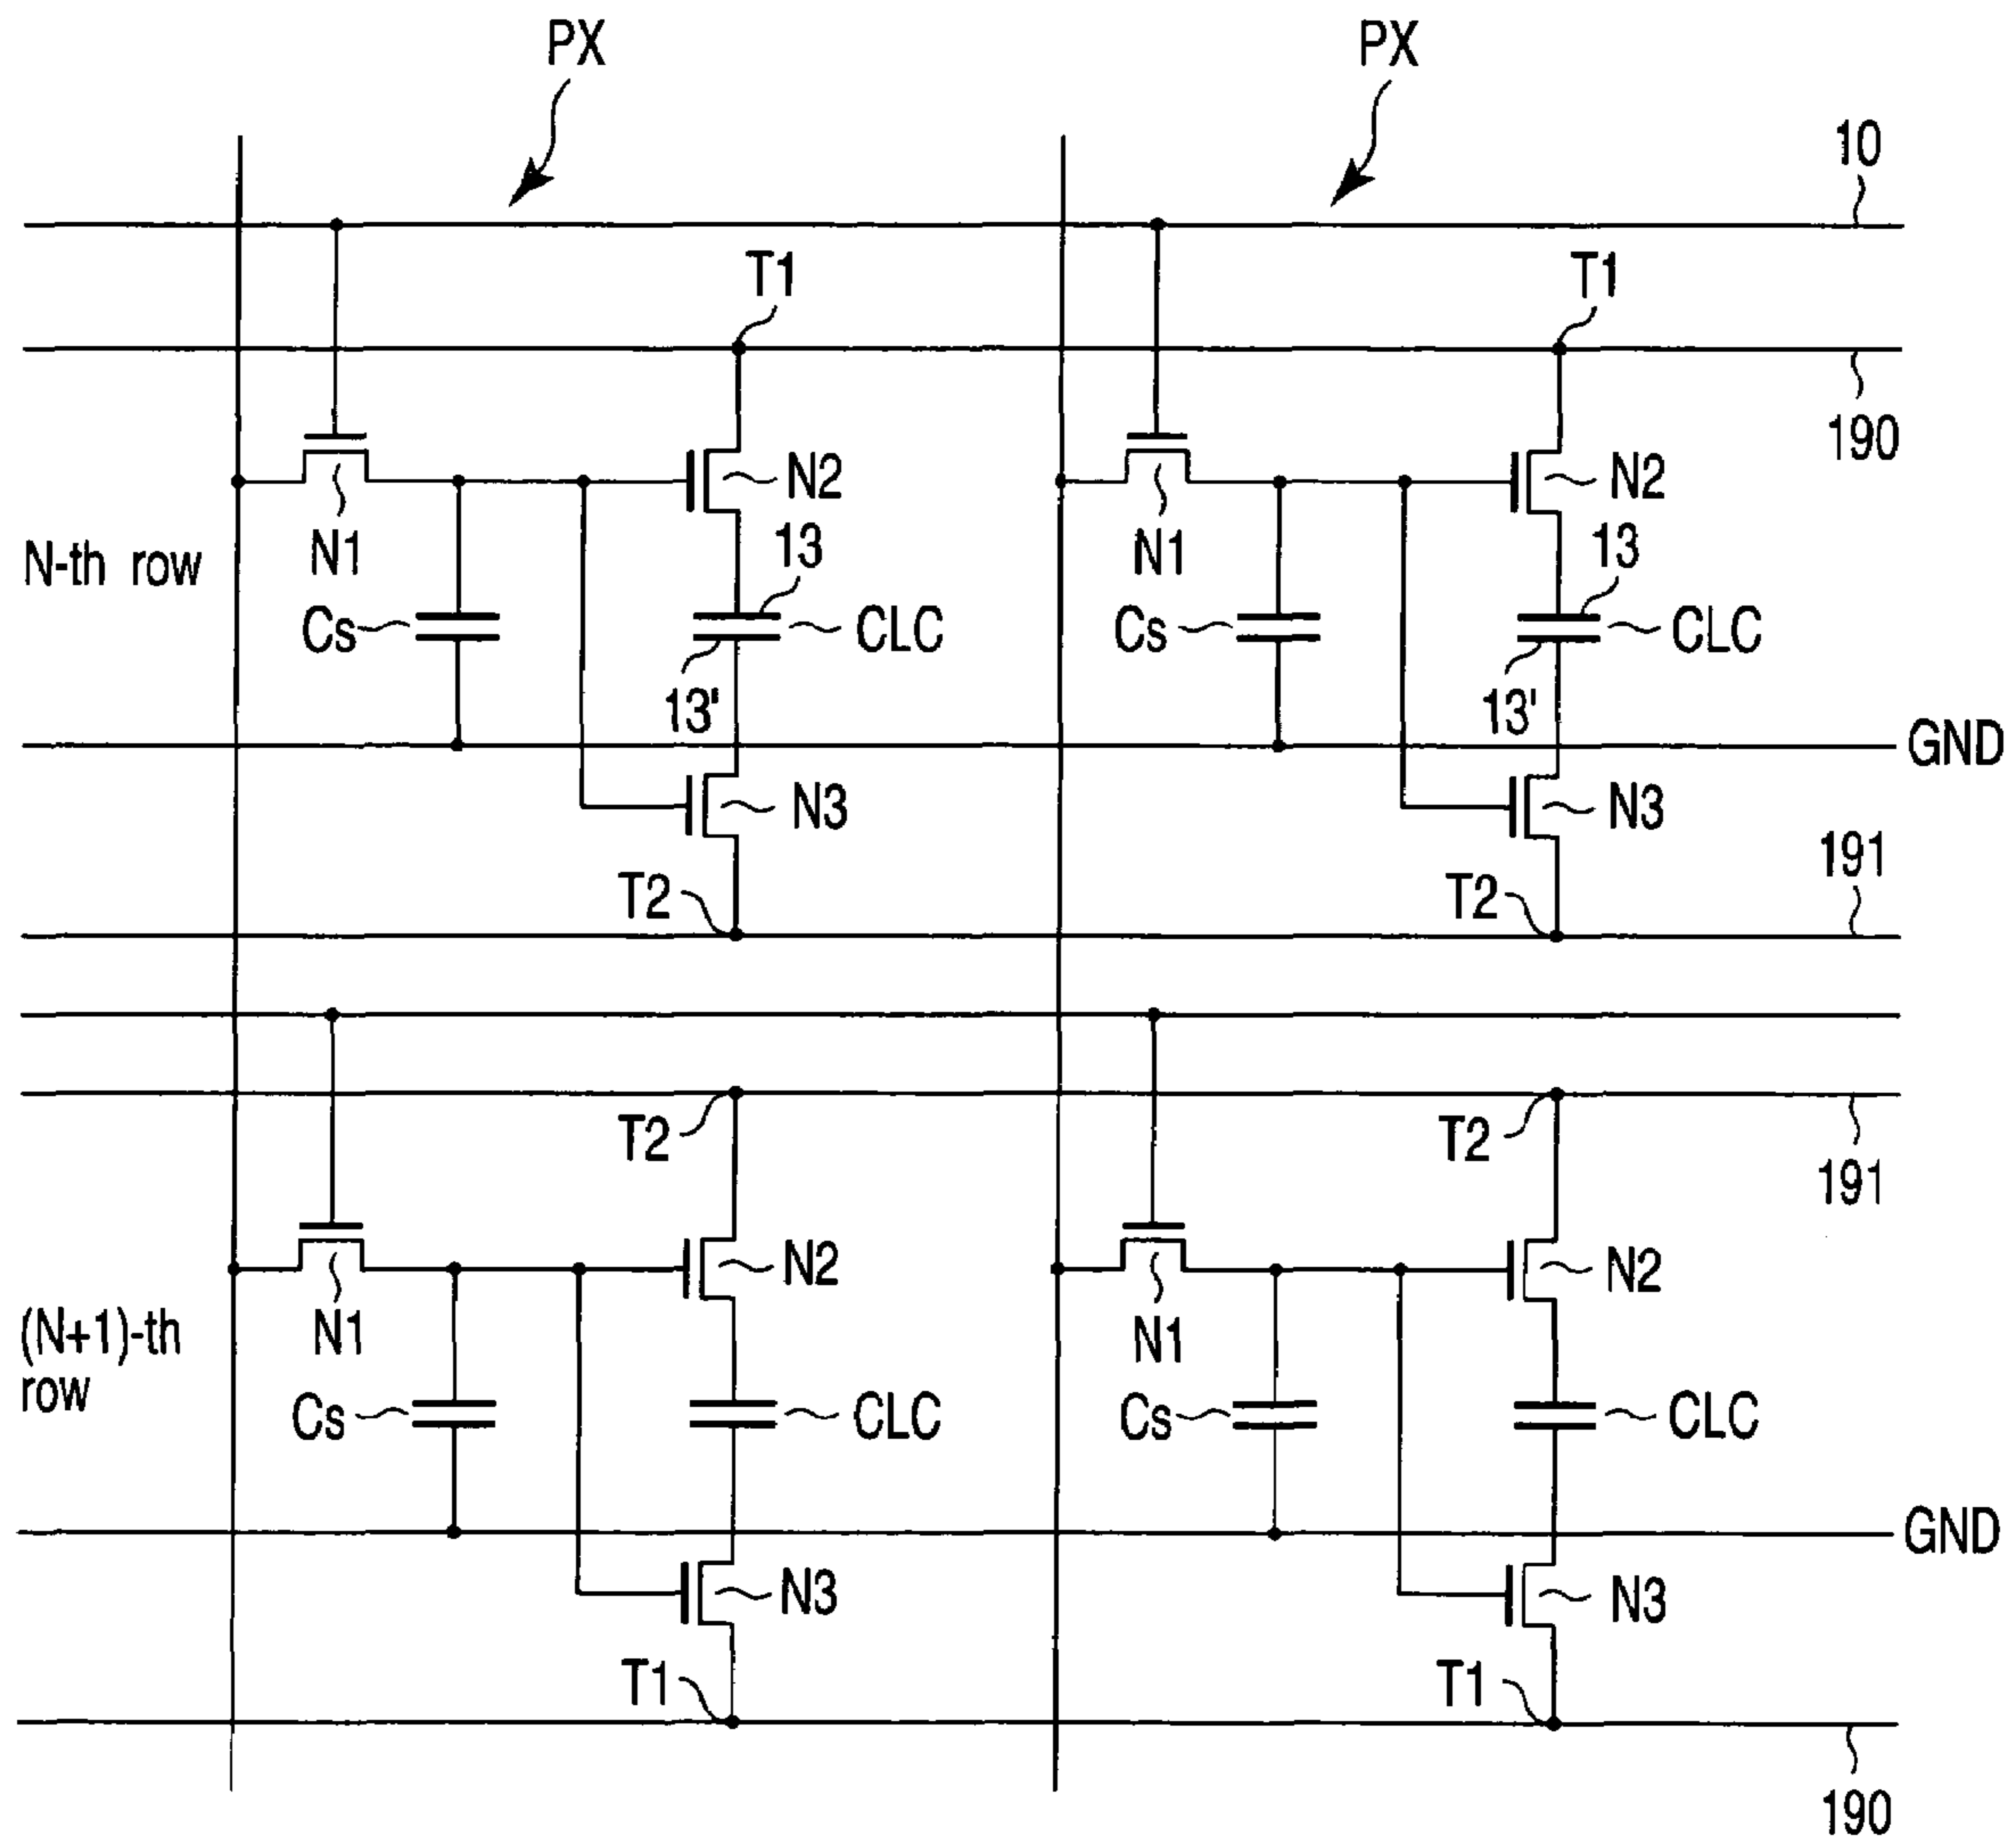 PX PX
10
T1 T1
190
N2 N2
N-th row N1 13 N1 13
Cs CLC Cs CLC
13' 13'
GND
N3 N3
191
T2 T2
T2 T2
191
N2 N2
(N+1)-th
row
N1 N1
Cs CLC Cs CLC
GND
N3 N3
T1 T1
190